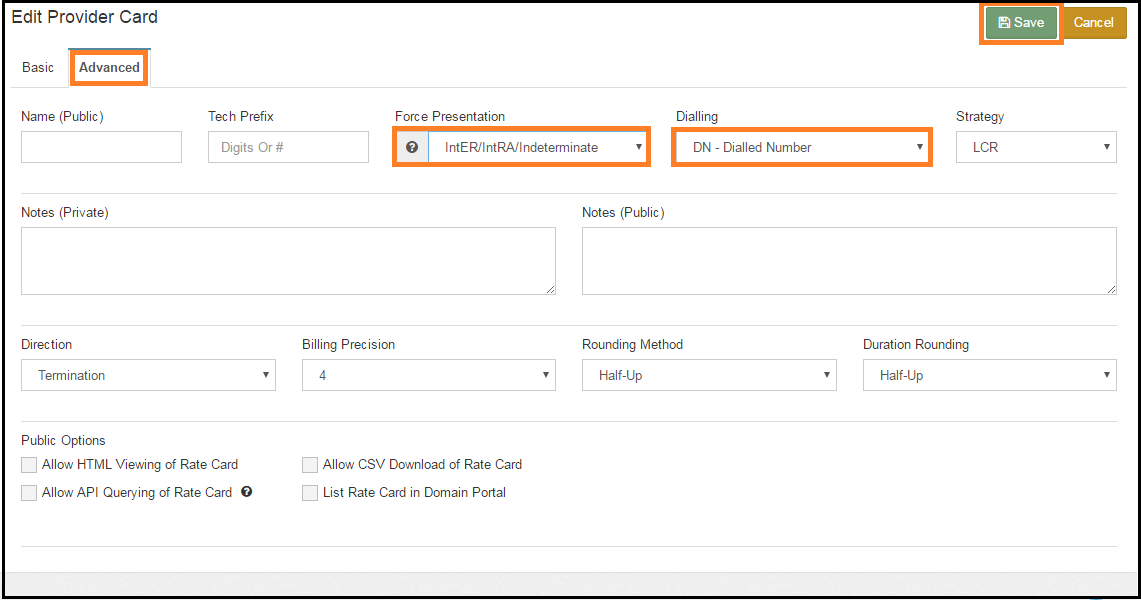 Edit Provider Card
Save Cancel
Basic Advanced
Name (Public) Tech Prefix Force Presentation Dialling Strategy
Digits Or # ? IntER/IntRA/Indeterminate DN - Dialled Number LCR
Notes (Private) Notes (Public)
Direction Billing Precision Rounding Method Duration Rounding
Termination 4 Half-Up Half-Up
Public Options
Allow HTML Viewing of Rate Card Allow CSV Download of Rate Card
Allow API Querying of Rate Card ? List Rate Card in Domain Portal